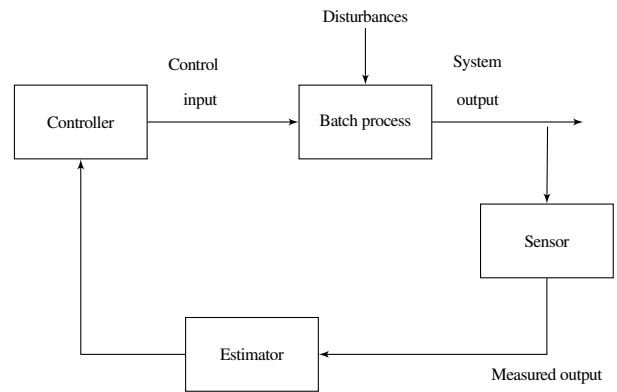 Disturbances
Control
input
System
output
Controller
Batch process
Sensor
Estimator
Measured output